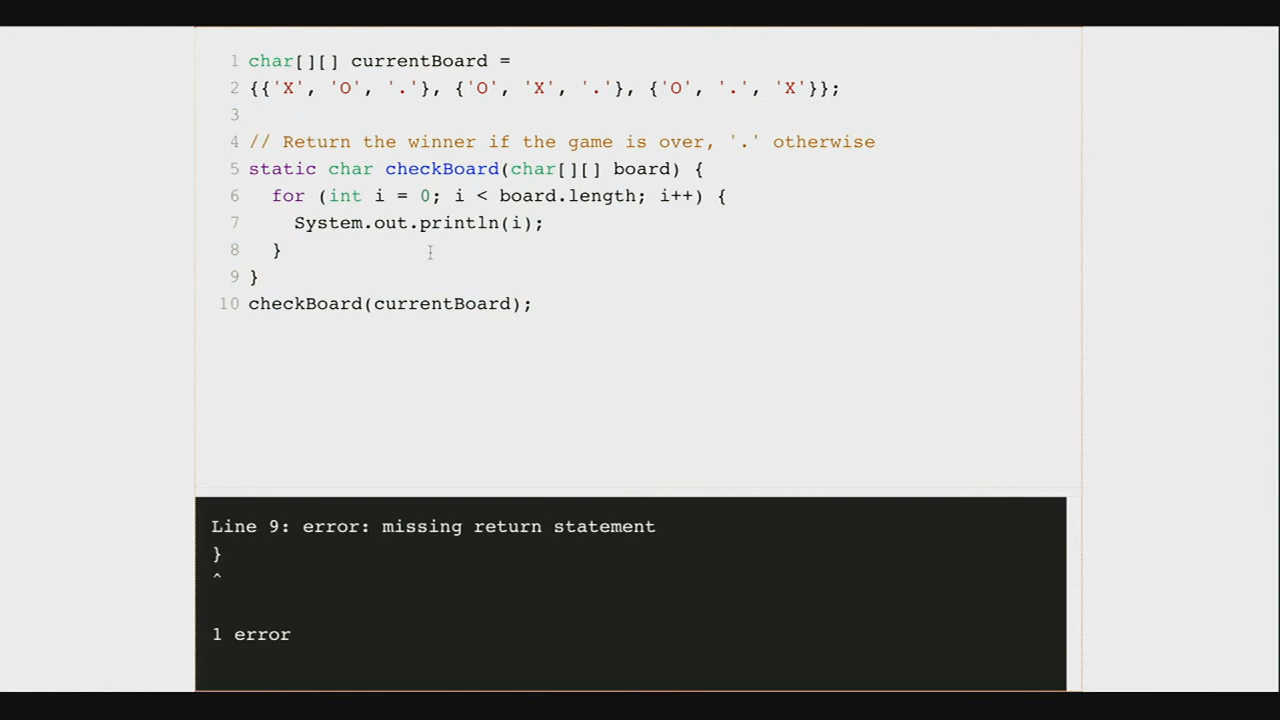 1 char[][] currentBoard =
2 {{'X', 'O', '.'}, {'O', 'X', '.'}, {'O', '.', 'X'}};
3
4 // Return the winner if the game is over, '.' otherwise
5 static char checkBoard(char[][] board) {
6   for (int i = 0; i < board.length; i++) {
7     System.out.println(i);
8   }
9 }
10 checkBoard(currentBoard);
Line 9: error: missing return statement
}
^
1 error